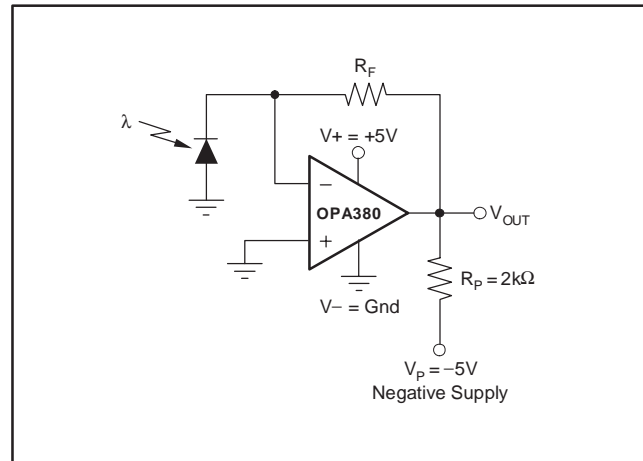 R_F
λ
V+ = +5V
−
OPA380
+
V_OUT
R_P = 2kΩ
V− = Gnd
V_P = −5V
Negative Supply